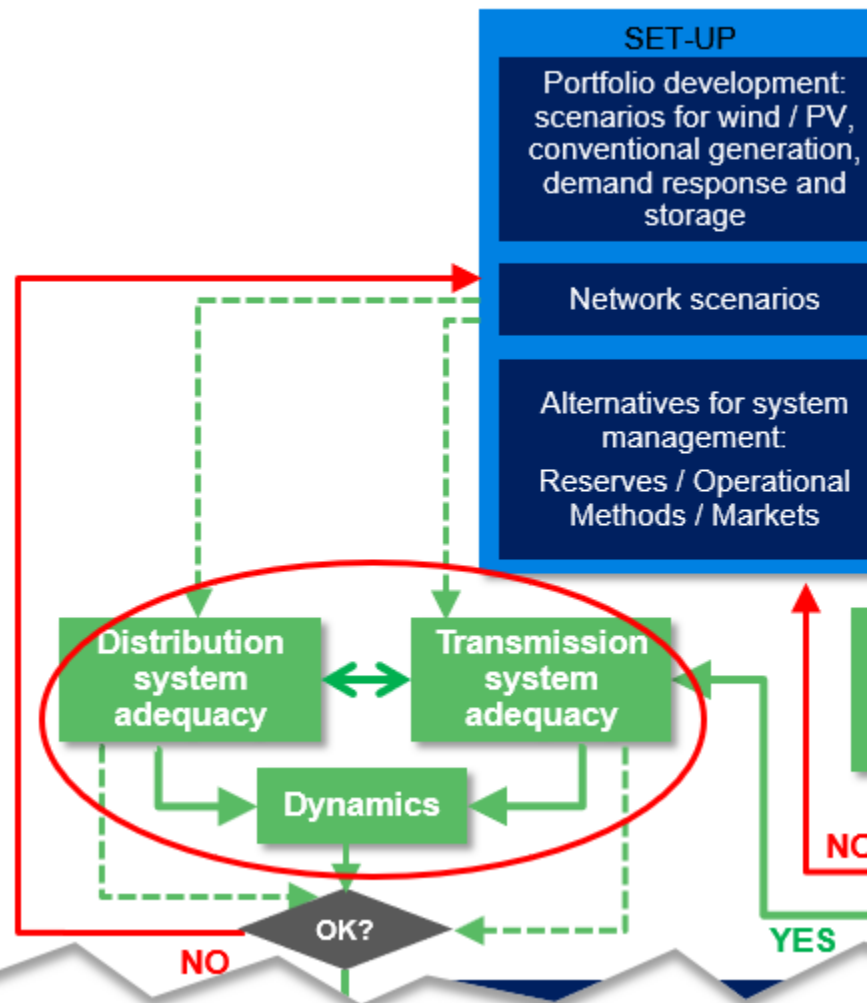 SET-UP
Portfolio development:
scenarios for wind / PV,
conventional generation,
demand response and
storage
Network scenarios
Alternatives for system
management:
Reserves / Operational
Methods / Markets
Distribution
system
adequacy
Transmission
system
adequacy
Dynamics
OK?
NO
NO
YES